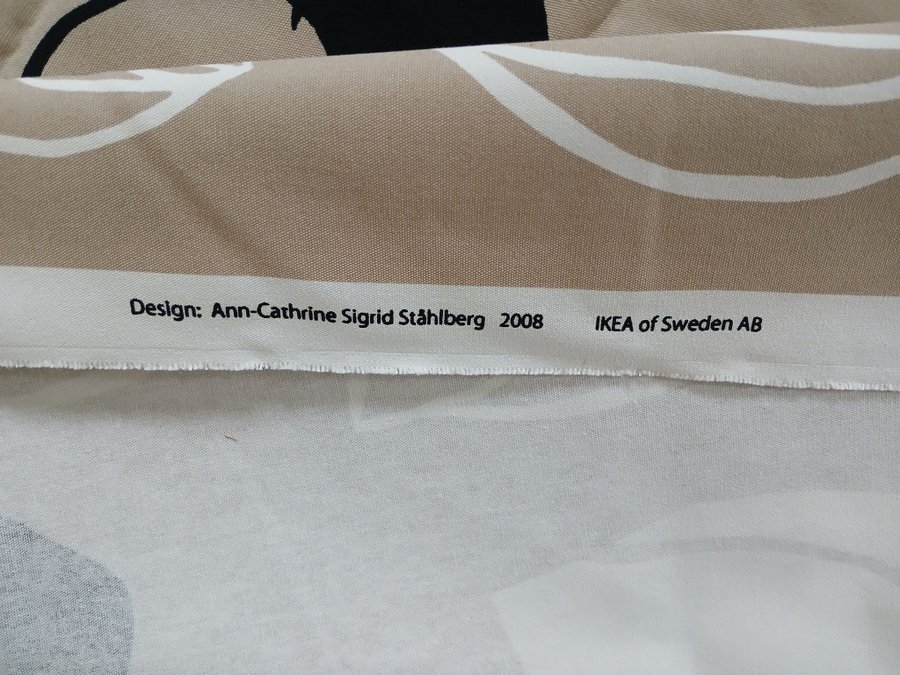 Design: Ann-Cathrine Sigrid Ståhlberg 2008 IKEA of Sweden AB